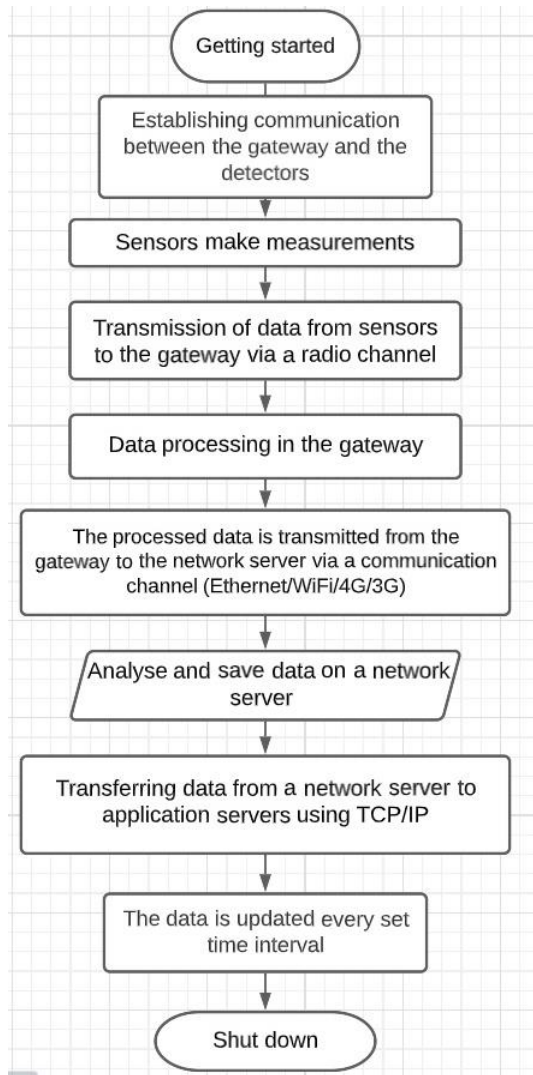 Getting started
Establishing communication
between the gateway and the
detectors
Sensors make measurements
Transmission of data from sensors
to the gateway via a radio channel
Data processing in the gateway
The processed data is transmitted from the
gateway to the network server via a communication
channel (Ethernet/WiFi/4G/3G)
Analyse and save data on a network
server
Transferring data from a network server to
application servers using TCP/IP
The data is updated every set
time interval
Shut down